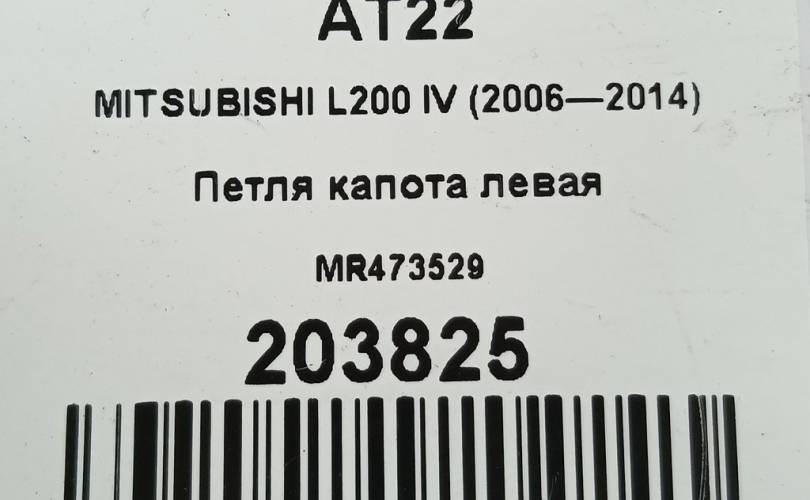 AT22
MITSUBISHI L200 IV (2006—2014)
Петля капота левая
MR473529
203825